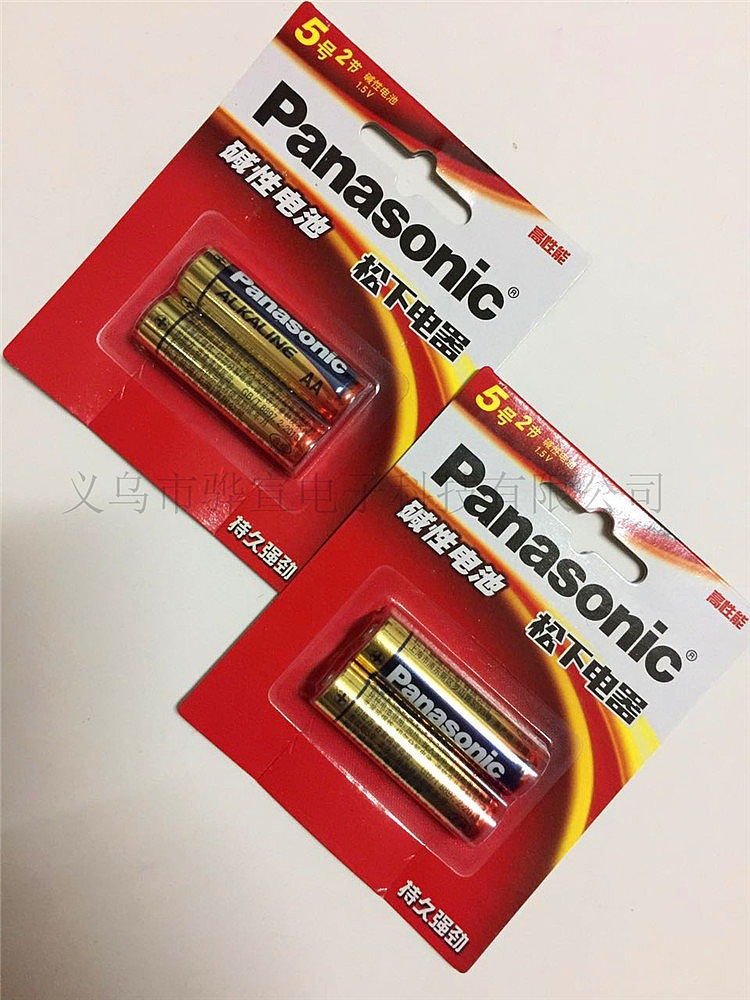 5号2节 碱性电池
1.5V
Panasonic®
碱性电池
松下电器
高性能
Panasonic
ALKALINE AA
持久强劲
义乌市骅宣电子科技有限公司
5号2节 碱性电池
1.5V
Panasonic®
碱性电池
松下电器
高性能
Panasonic
持久强劲